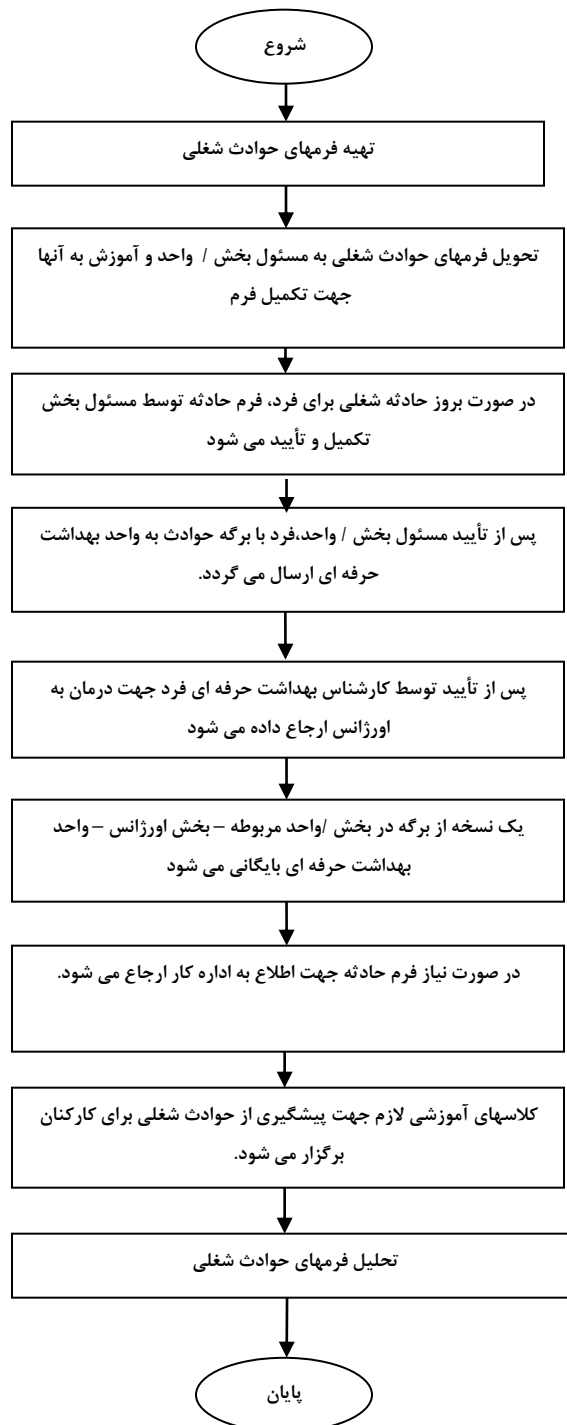 شروع
تهیه فرمهای حوادث شغلی
تحویل فرمهای حوادث شغلی به مسئول بخش / واحد و آموزش به آنها
جهت تکمیل فرم
در صورت بروز حادثه شغلی برای فرد، فرم حادثه توسط مسئول بخش
تکمیل و تأیید می شود
پس از تأیید مسئول بخش / واحد،فرد با برگه حوادث به واحد بهداشت
حرفه ای ارسال می گردد.
پس از تأیید توسط کارشناس بهداشت حرفه ای فرد جهت درمان به
اورژانس ارجاع داده می شود
یک نسخه از برگه در بخش /واحد مربوطه – بخش اورژانس – واحد
بهداشت حرفه ای بایگانی می شود
در صورت نیاز فرم حادثه جهت اطلاع به اداره کار ارجاع می شود.
کلاسهای آموزشی لازم جهت پیشگیری از حوادث شغلی برای کارکنان
برگزار می شود.
تحلیل فرمهای حوادث شغلی
پایان